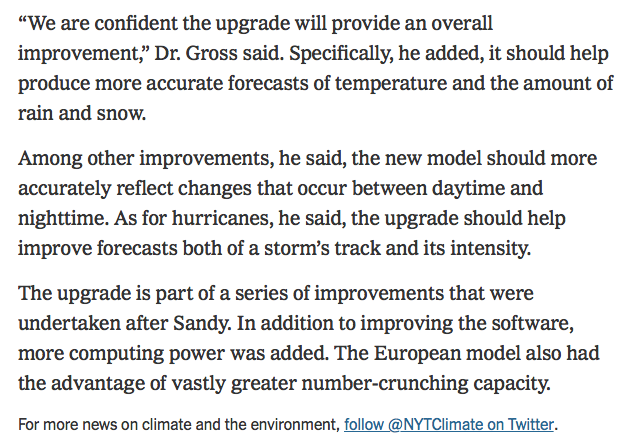 “We are confident the upgrade will provide an overall
improvement,” Dr. Gross said. Specifically, he added, it should help
produce more accurate forecasts of temperature and the amount of
rain and snow.
Among other improvements, he said, the new model should more
accurately reflect changes that occur between daytime and
nighttime. As for hurricanes, he said, the upgrade should help
improve forecasts both of a storm’s track and its intensity.
The upgrade is part of a series of improvements that were
undertaken after Sandy. In addition to improving the software,
more computing power was added. The European model also had
the advantage of vastly greater number-crunching capacity.
For more news on climate and the environment, follow @NYTClimate on Twitter.